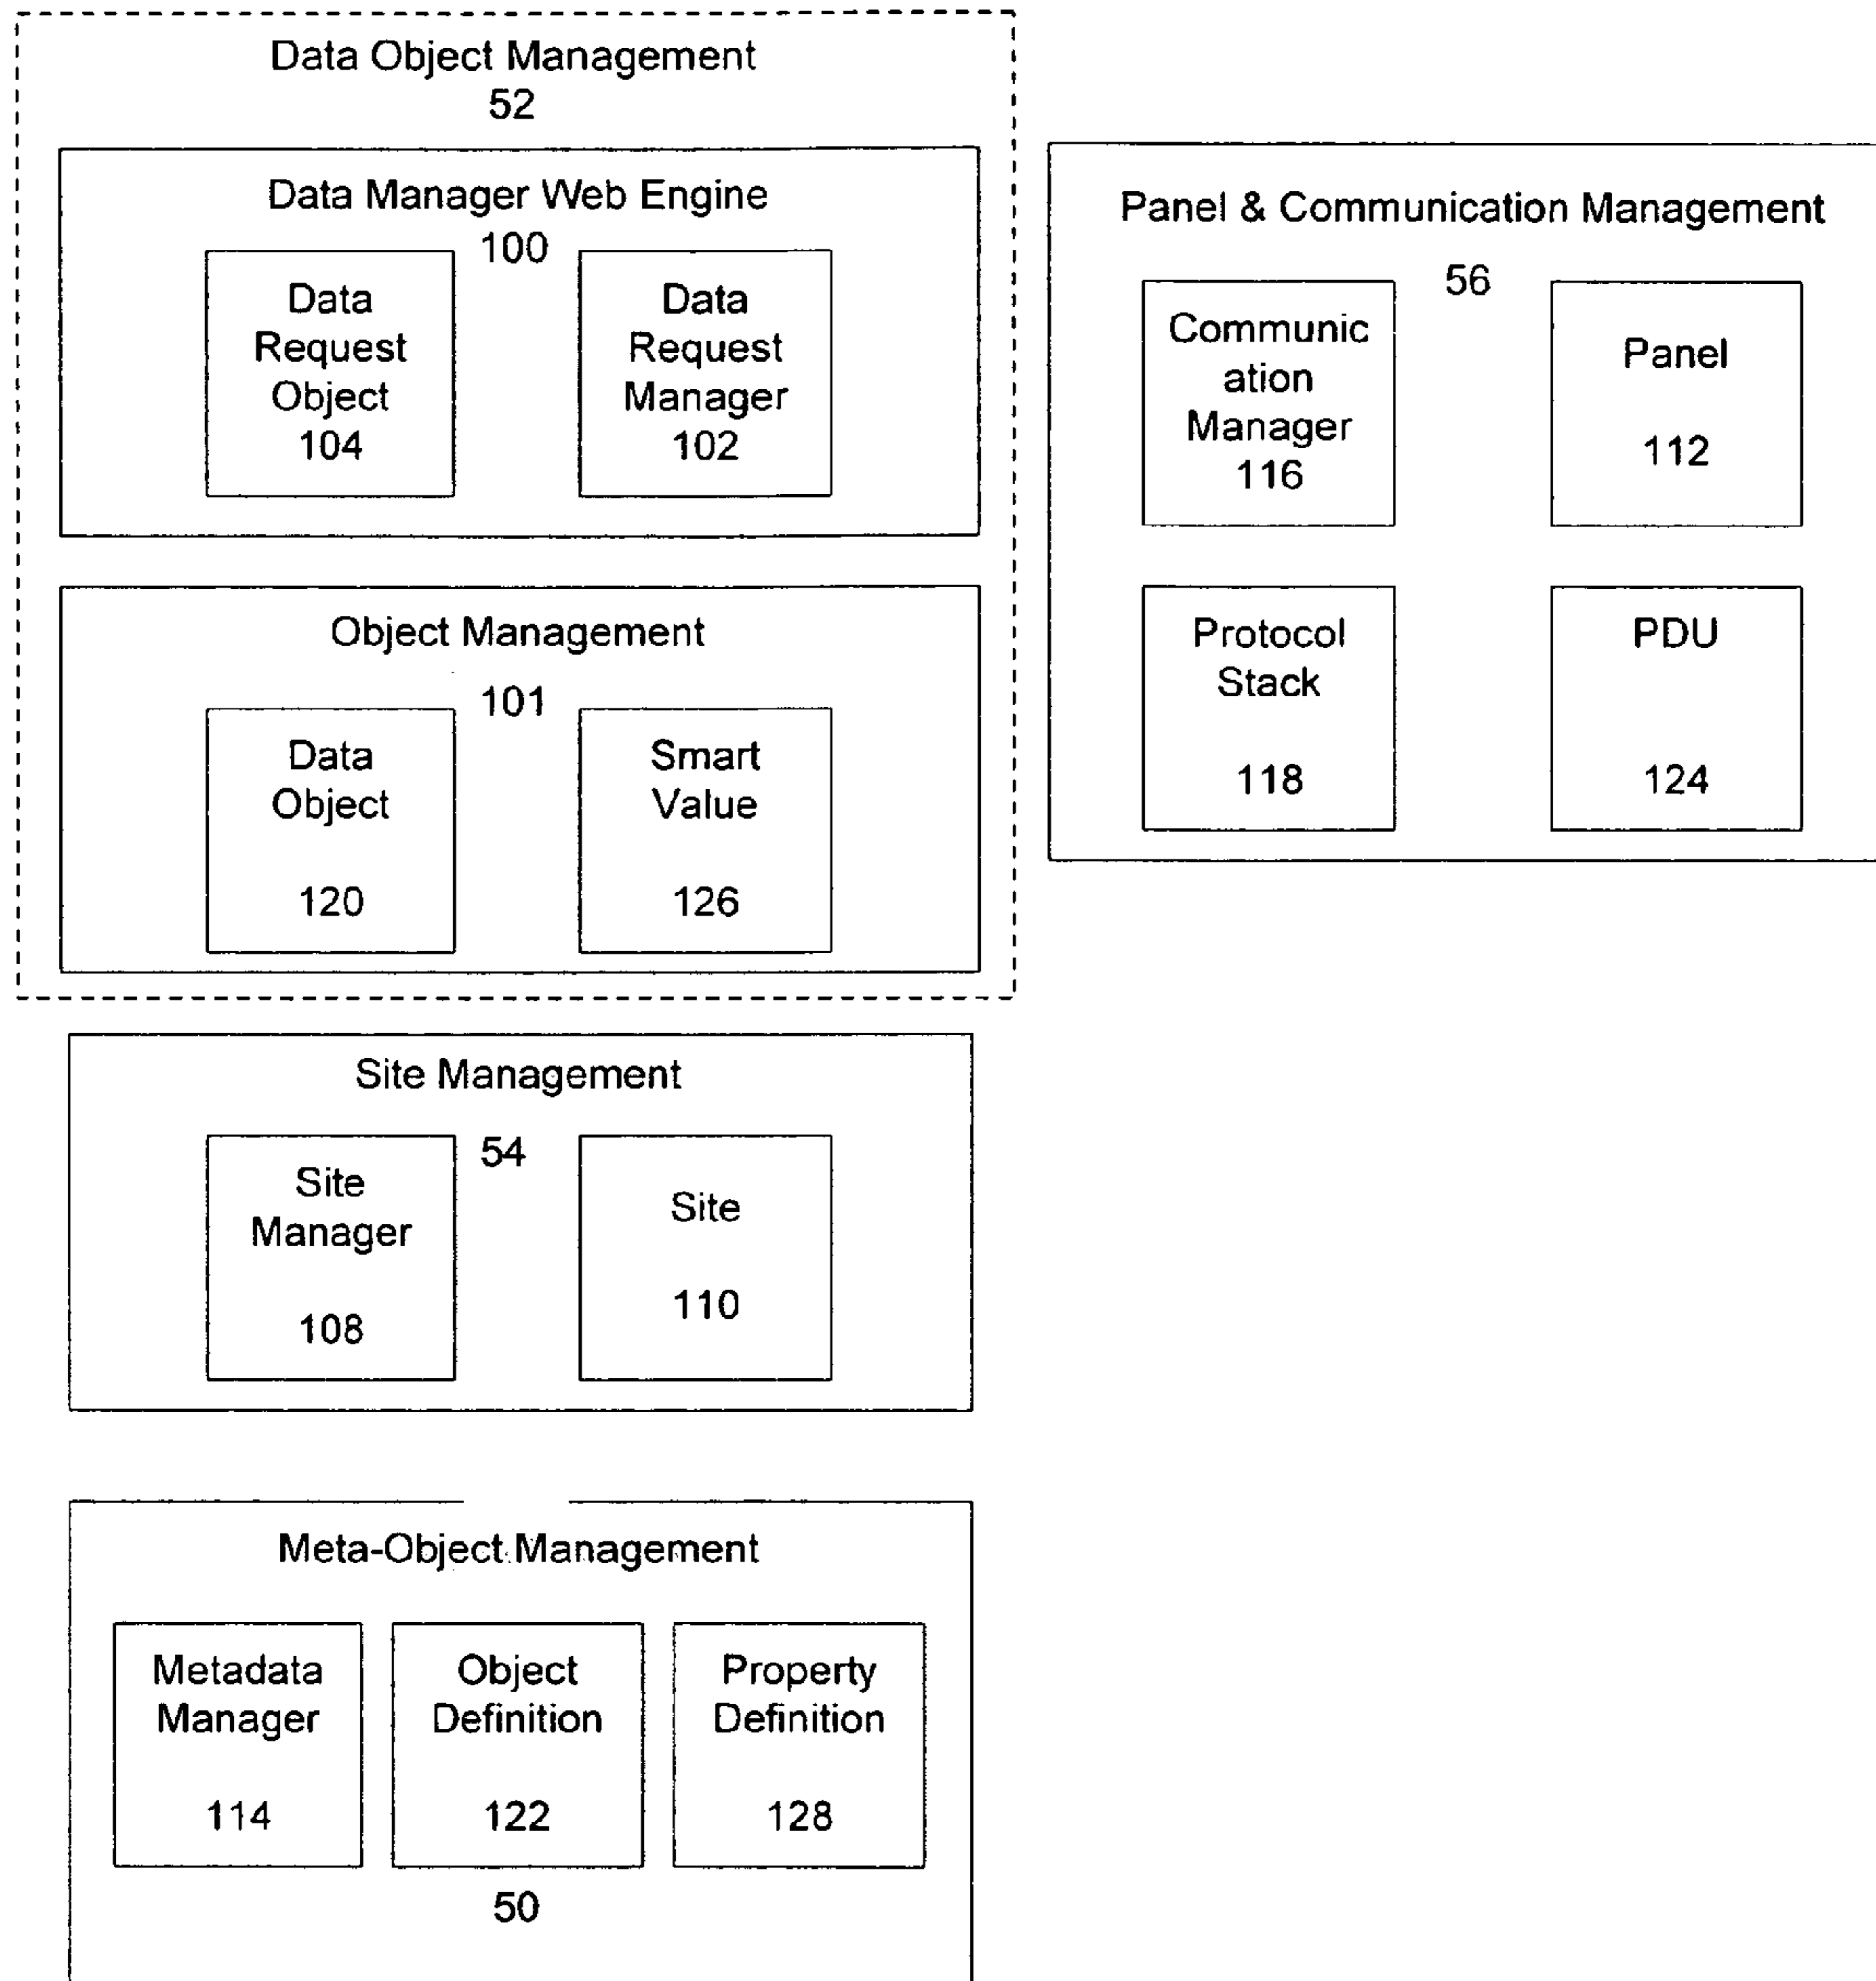 Data Object Management
52
Data Manager Web Engine
100
Data
Request
Object
104
Data
Request
Manager
102
Object Management
101
Data
Object
120
Smart
Value
126
Panel & Communication Management
56
Communic
ation
Manager
116
Panel
112
Protocol
Stack
118
PDU
124
Site Management
54
Site
Manager
108
Site
110
Meta-Object Management
Metadata
Manager
114
Object
Definition
122
Property
Definition
128
50